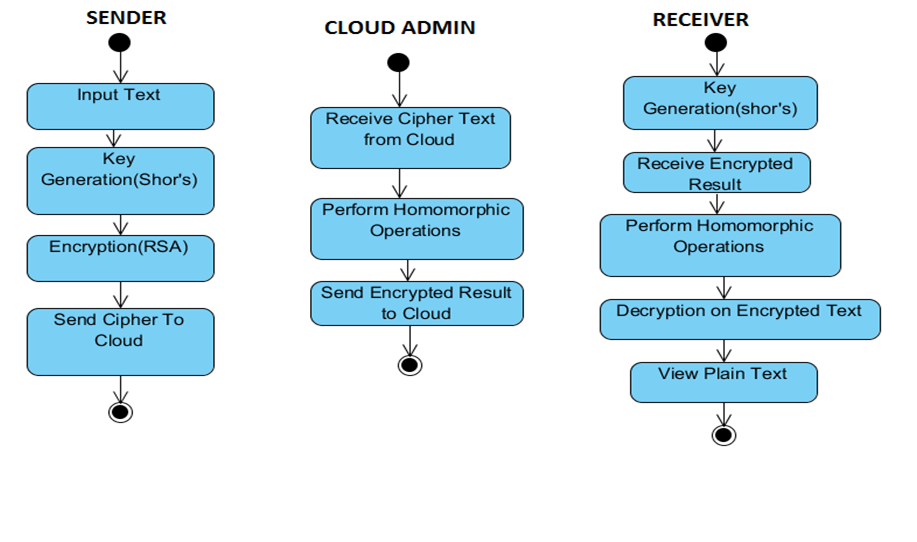 SENDER
Input Text
Key
Generation(Shor's)
Encryption(RSA)
Send Cipher To
Cloud
CLOUD ADMIN
Receive Cipher Text
from Cloud
Perform Homomorphic
Operations
Send Encrypted Result
to Cloud
RECEIVER
Key
Generation(shor's)
Receive Encrypted
Result
Perform Homomorphic
Operations
Decryption on Encrypted Text
View Plain Text